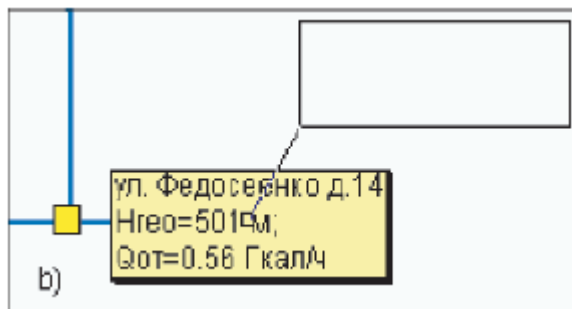 ул. Федосеенко д.14
Hгео=501 м;
Qот=0.56 Гкал/ч
b)